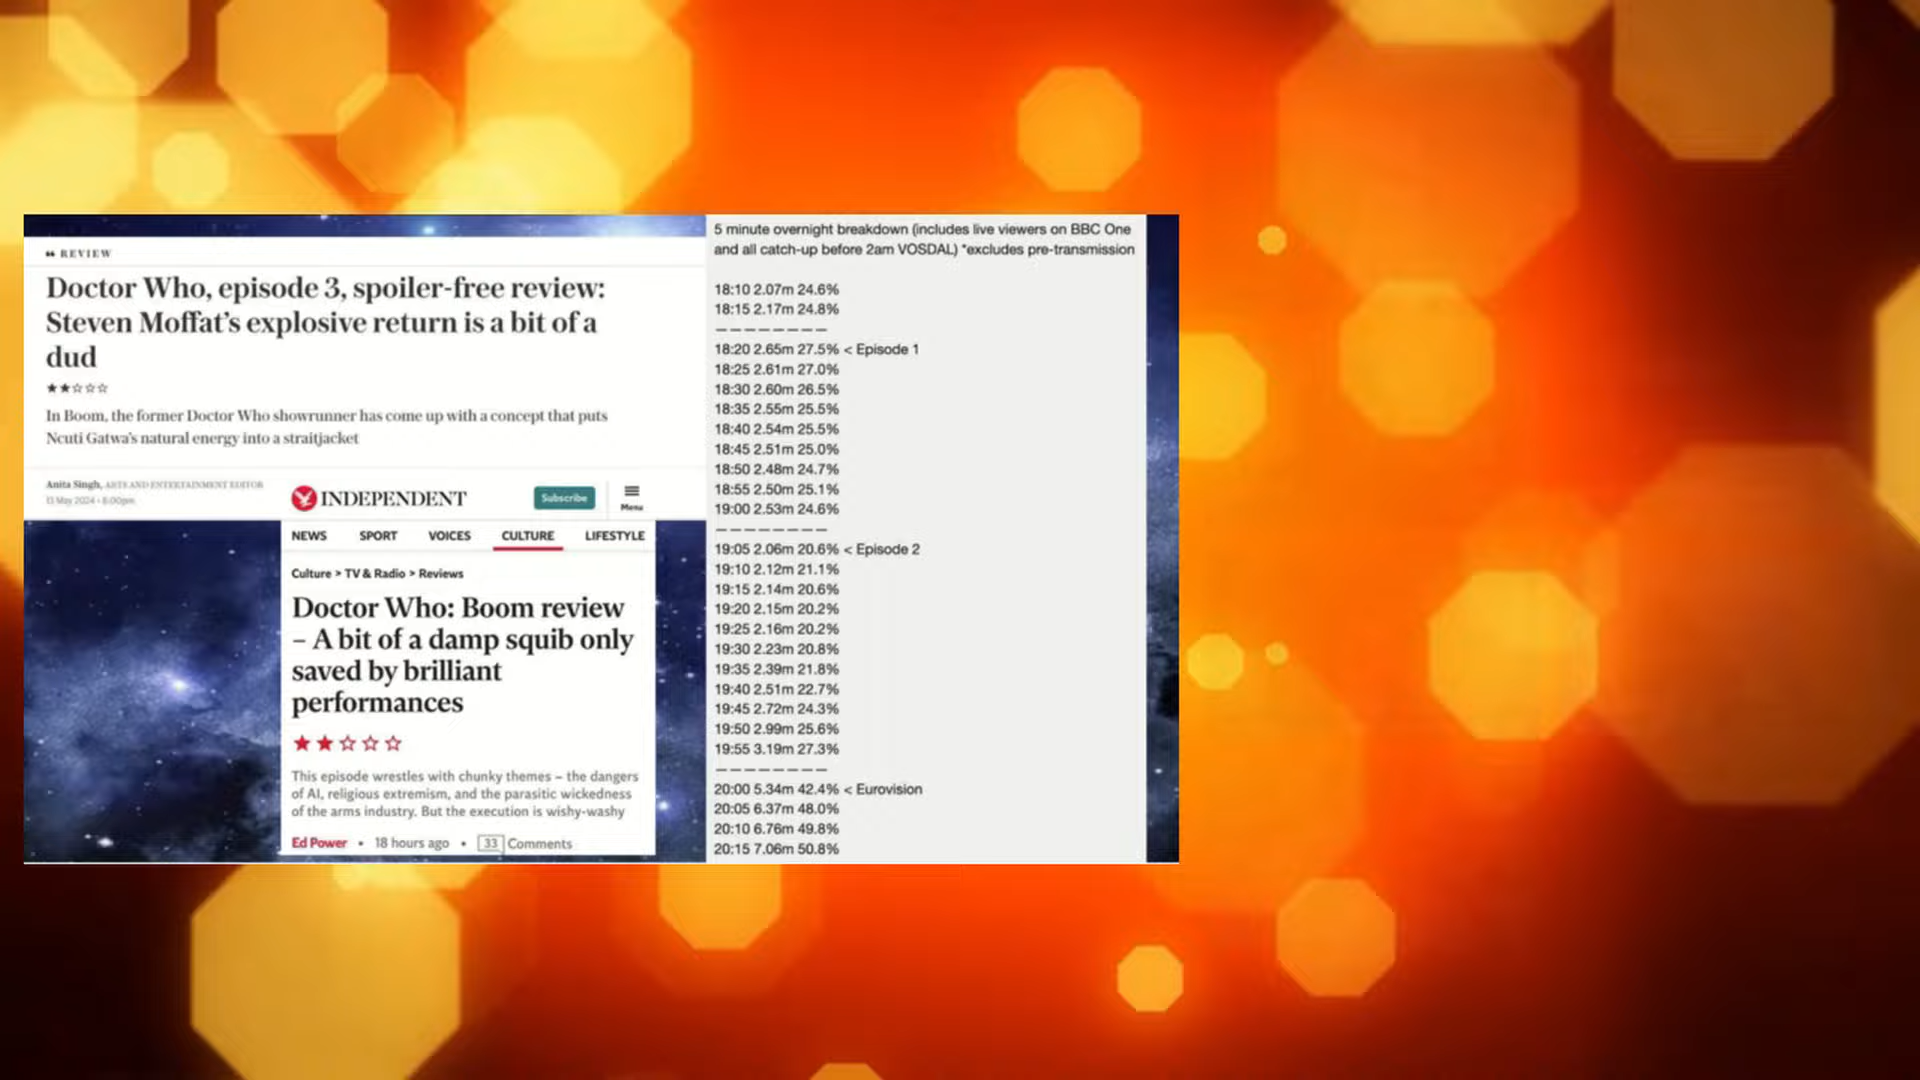 ❝ REVIEW
Doctor Who, episode 3, spoiler-free review:
Steven Moffat's explosive return is a bit of a
dud
★★☆☆☆
In Boom, the former Doctor Who showrunner has come up with a concept that puts
Ncuti Gatwa's natural energy into a straitjacket
Anita Singh, ARTS AND ENTERTAINMENT EDITOR
13 May 2024 • 8:00pm
INDEPENDENT
Subscribe
Menu
NEWS SPORT VOICES CULTURE LIFESTYLE
Culture > TV & Radio > Reviews
Doctor Who: Boom review
– A bit of a damp squib only
saved by brilliant
performances
★★☆☆☆
This episode wrestles with chunky themes – the dangers
of AI, religious extremism, and the parasitic wickedness
of the arms industry. But the execution is wishy-washy
Ed Power • 18 hours ago • 33 Comments
5 minute overnight breakdown (includes live viewers on BBC One
and all catch-up before 2am VOSDAL) *excludes pre-transmission
18:10 2.07m 24.6%
18:15 2.17m 24.8%
————————
18:20 2.65m 27.5% < Episode 1
18:25 2.61m 27.0%
18:30 2.60m 26.5%
18:35 2.55m 25.5%
18:40 2.54m 25.5%
18:45 2.51m 25.0%
18:50 2.48m 24.7%
18:55 2.50m 25.1%
19:00 2.53m 24.6%
————————
19:05 2.06m 20.6% < Episode 2
19:10 2.12m 21.1%
19:15 2.14m 20.6%
19:20 2.15m 20.2%
19:25 2.16m 20.2%
19:30 2.23m 20.8%
19:35 2.39m 21.8%
19:40 2.51m 22.7%
19:45 2.72m 24.3%
19:50 2.99m 25.6%
19:55 3.19m 27.3%
————————
20:00 5.34m 42.4% < Eurovision
20:05 6.37m 48.0%
20:10 6.76m 49.8%
20:15 7.06m 50.8%